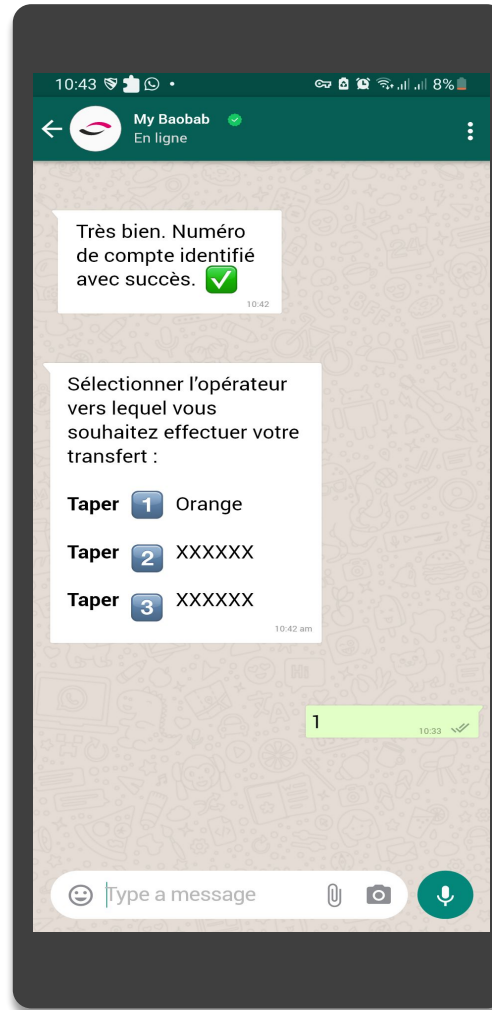 10:43 8%
My Baobab
En ligne
Très bien. Numéro
de compte identifié
avec succès. ✅
10:42
Sélectionner l’opérateur
vers lequel vous
souhaitez effectuer votre
transfert :
Taper 1 Orange
Taper 2 XXXXXX
Taper 3 XXXXXX
10:42 am
1
10:33
Type a message